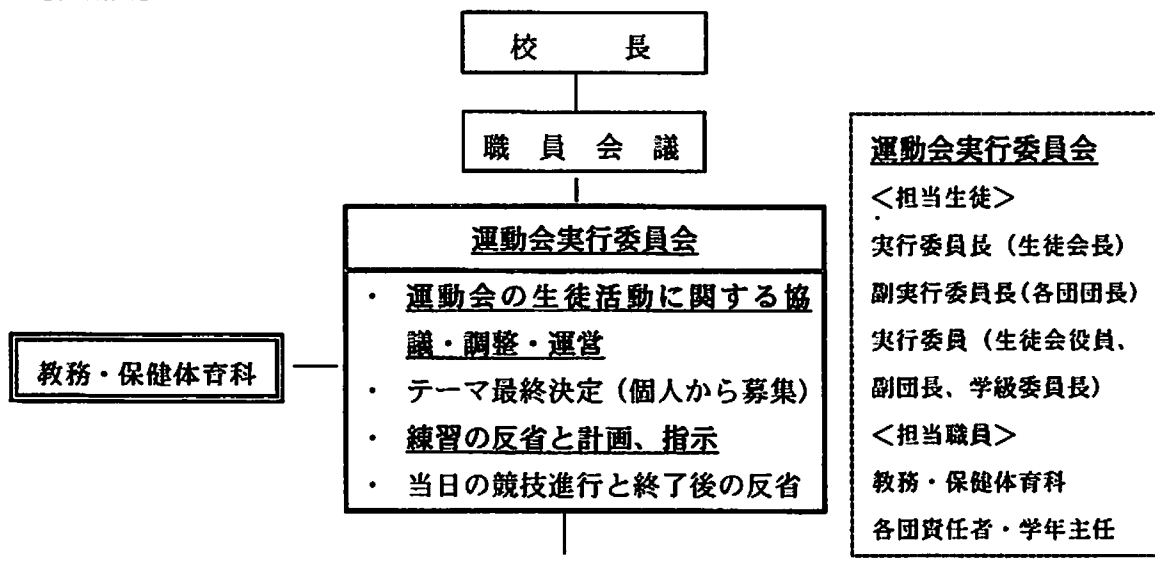 校 長
職 員 会 議
運動会実行委員会
・ 運動会の生徒活動に関する協
議・調整・運営
・ テーマ最終決定（個人から募集）
・ 練習の反省と計画、指示
・ 当日の競技進行と終了後の反省
教務・保健体育科
運動会実行委員会
＜担当生徒＞
実行委員長（生徒会長）
副実行委員長（各団団長）
実行委員（生徒会役員、
副団長、学級委員長）
＜担当職員＞
教務・保健体育科
各団責任者・学年主任